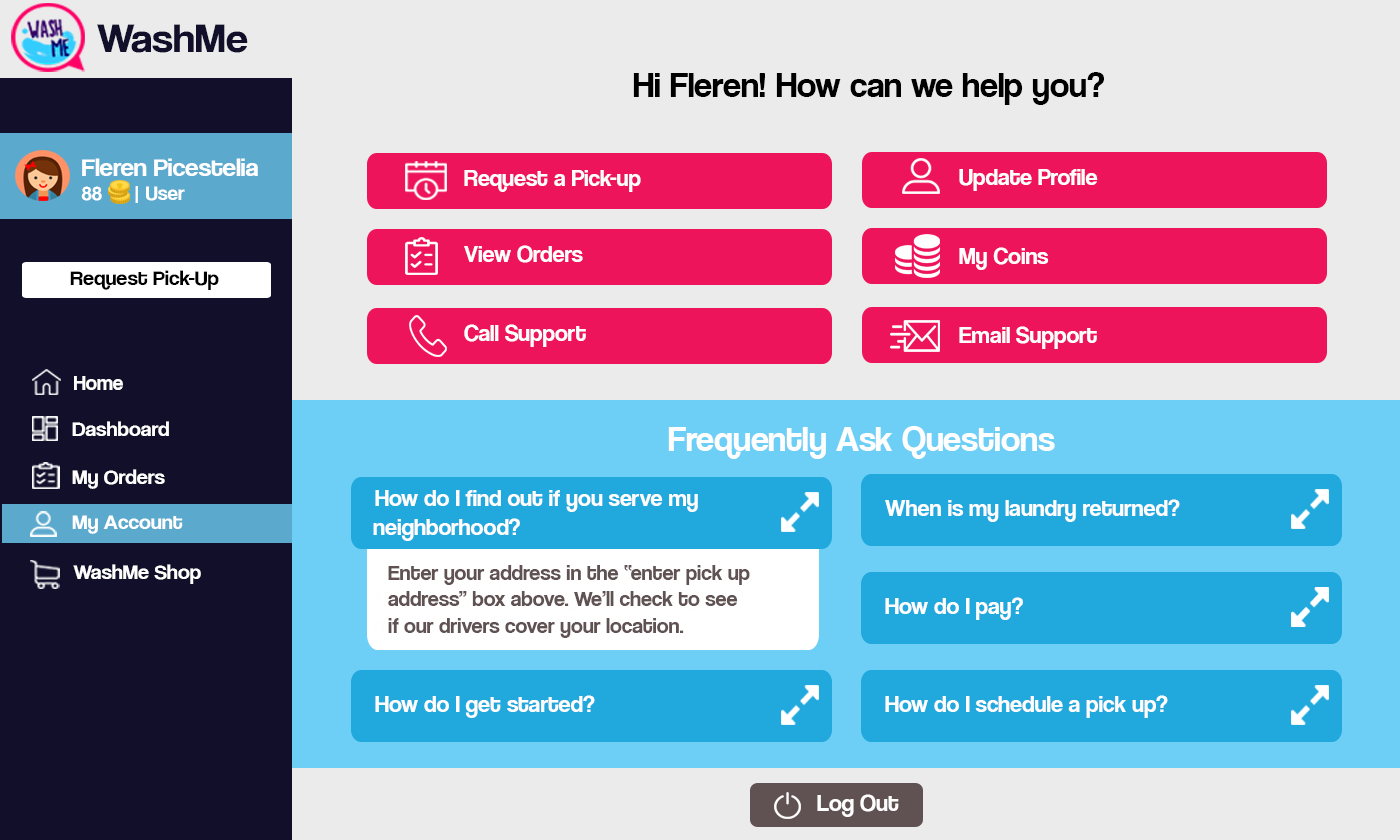 WASH
ME
WashMe
Hi Fleren! How can we help you?
Fleren Picestelia
88 | User
Request Pick-Up
Home
Dashboard
My Orders
My Account
WashMe Shop
Request a Pick-up
Update Profile
View Orders
My Coins
Call Support
Email Support
Frequently Ask Questions
How do I find out if you serve my
neighborhood?
Enter your address in the “enter pick up
address” box above. We’ll check to see
if our drivers cover your location.
When is my laundry returned?
How do I pay?
How do I get started?
How do I schedule a pick up?
Log Out